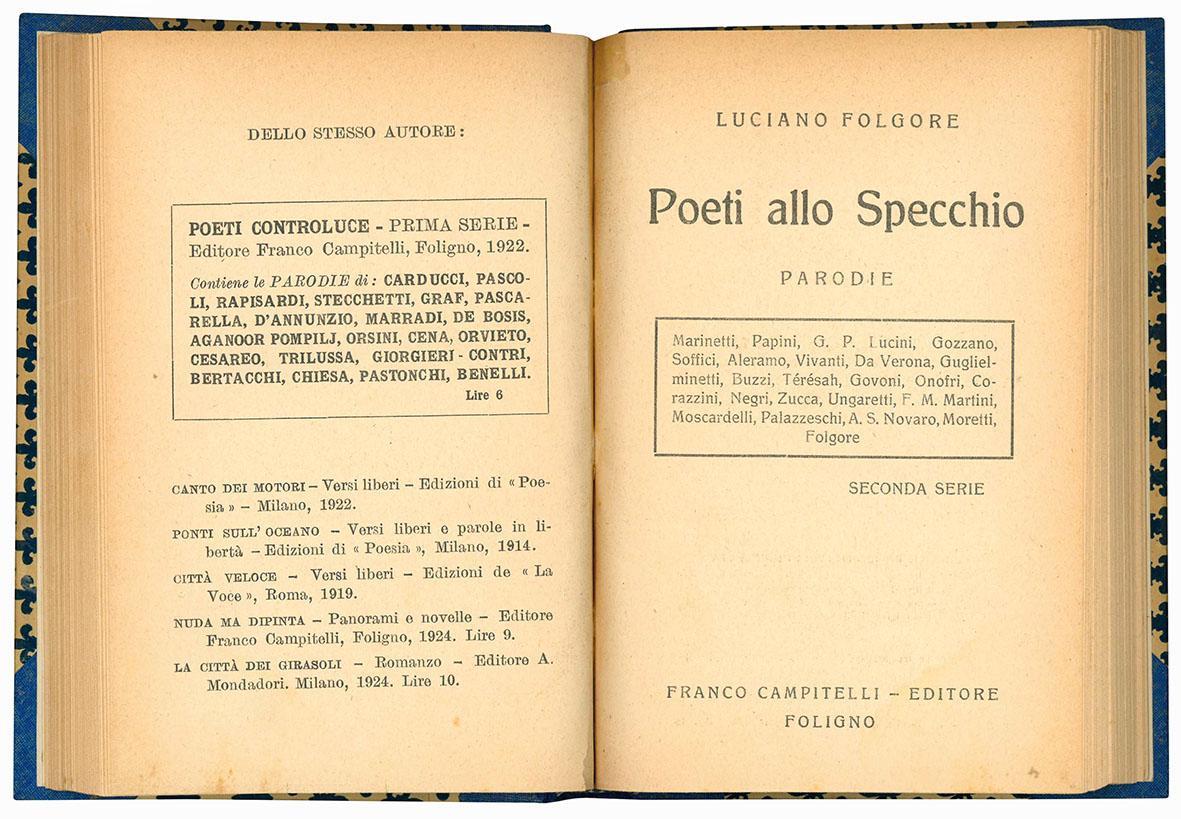 DELLO STESSO AUTORE:
POETI CONTROLUCE - PRIMA SERIE -
Editore Franco Campitelli, Foligno, 1922.
Contiene le PARODIE di: CARDUCCI, PASCO-
LI, RAPISARDI, STECCHETTI, GRAF, PASCA-
RELLA, D'ANNUNZIO, MARRADI, DE BOSIS,
AGANOOR POMPILJ, ORSINI, CENA, ORVIETO,
CESAREO, TRILUSSA, GIORGIERI-CONTRI,
BERTACCHI, CHIESA, PASTONCHI, BENELLI.
Lire 6
CANTO DEI MOTORI – Versi liberi – Edizioni di « Poe-
sia » – Milano, 1922.
PONTI SULL' OCEANO – Versi liberi e parole in li-
bertà – Edizioni di « Poesia », Milano, 1914.
CITTÀ VELOCE – Versi liberi – Edizioni de « La
Voce », Roma, 1919.
NUDA MA DIPINTA – Panorami e novelle – Editore
Franco Campitelli, Foligno, 1924. Lire 9.
LA CITTÀ DEI GIRASOLI – Romanzo – Editore A.
Mondadori. Milano, 1924. Lire 10.
LUCIANO FOLGORE
Poeti allo Specchio
PARODIE
Marinetti, Papini, G. P. Lucini, Gozzano,
Soffici, Aleramo, Vivanti, Da Verona, Gugliel-
minetti, Buzzi, Térésah, Govoni, Onofri, Co-
razzini, Negri, Zucca, Ungaretti, F. M. Martini,
Moscardelli, Palazzeschi, A. S. Novaro, Moretti,
Folgore
SECONDA SERIE
FRANCO CAMPITELLI – EDITORE
FOLIGNO